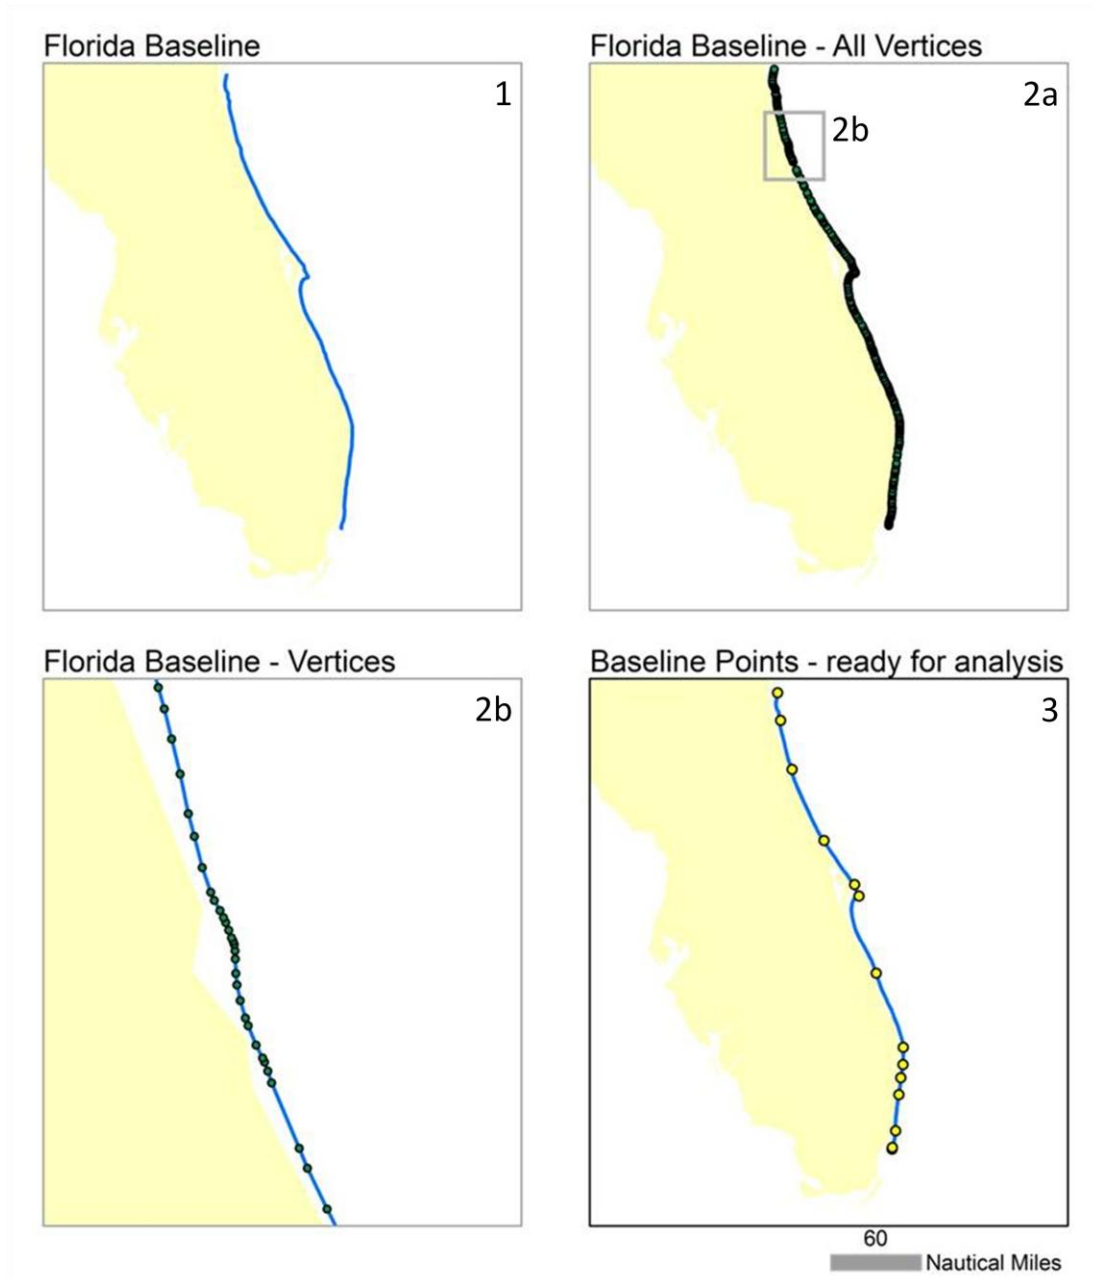 Florida Baseline
1
Florida Baseline - All Vertices
2a
2b
Florida Baseline - Vertices
2b
Baseline Points - ready for analysis
3
60
Nautical Miles